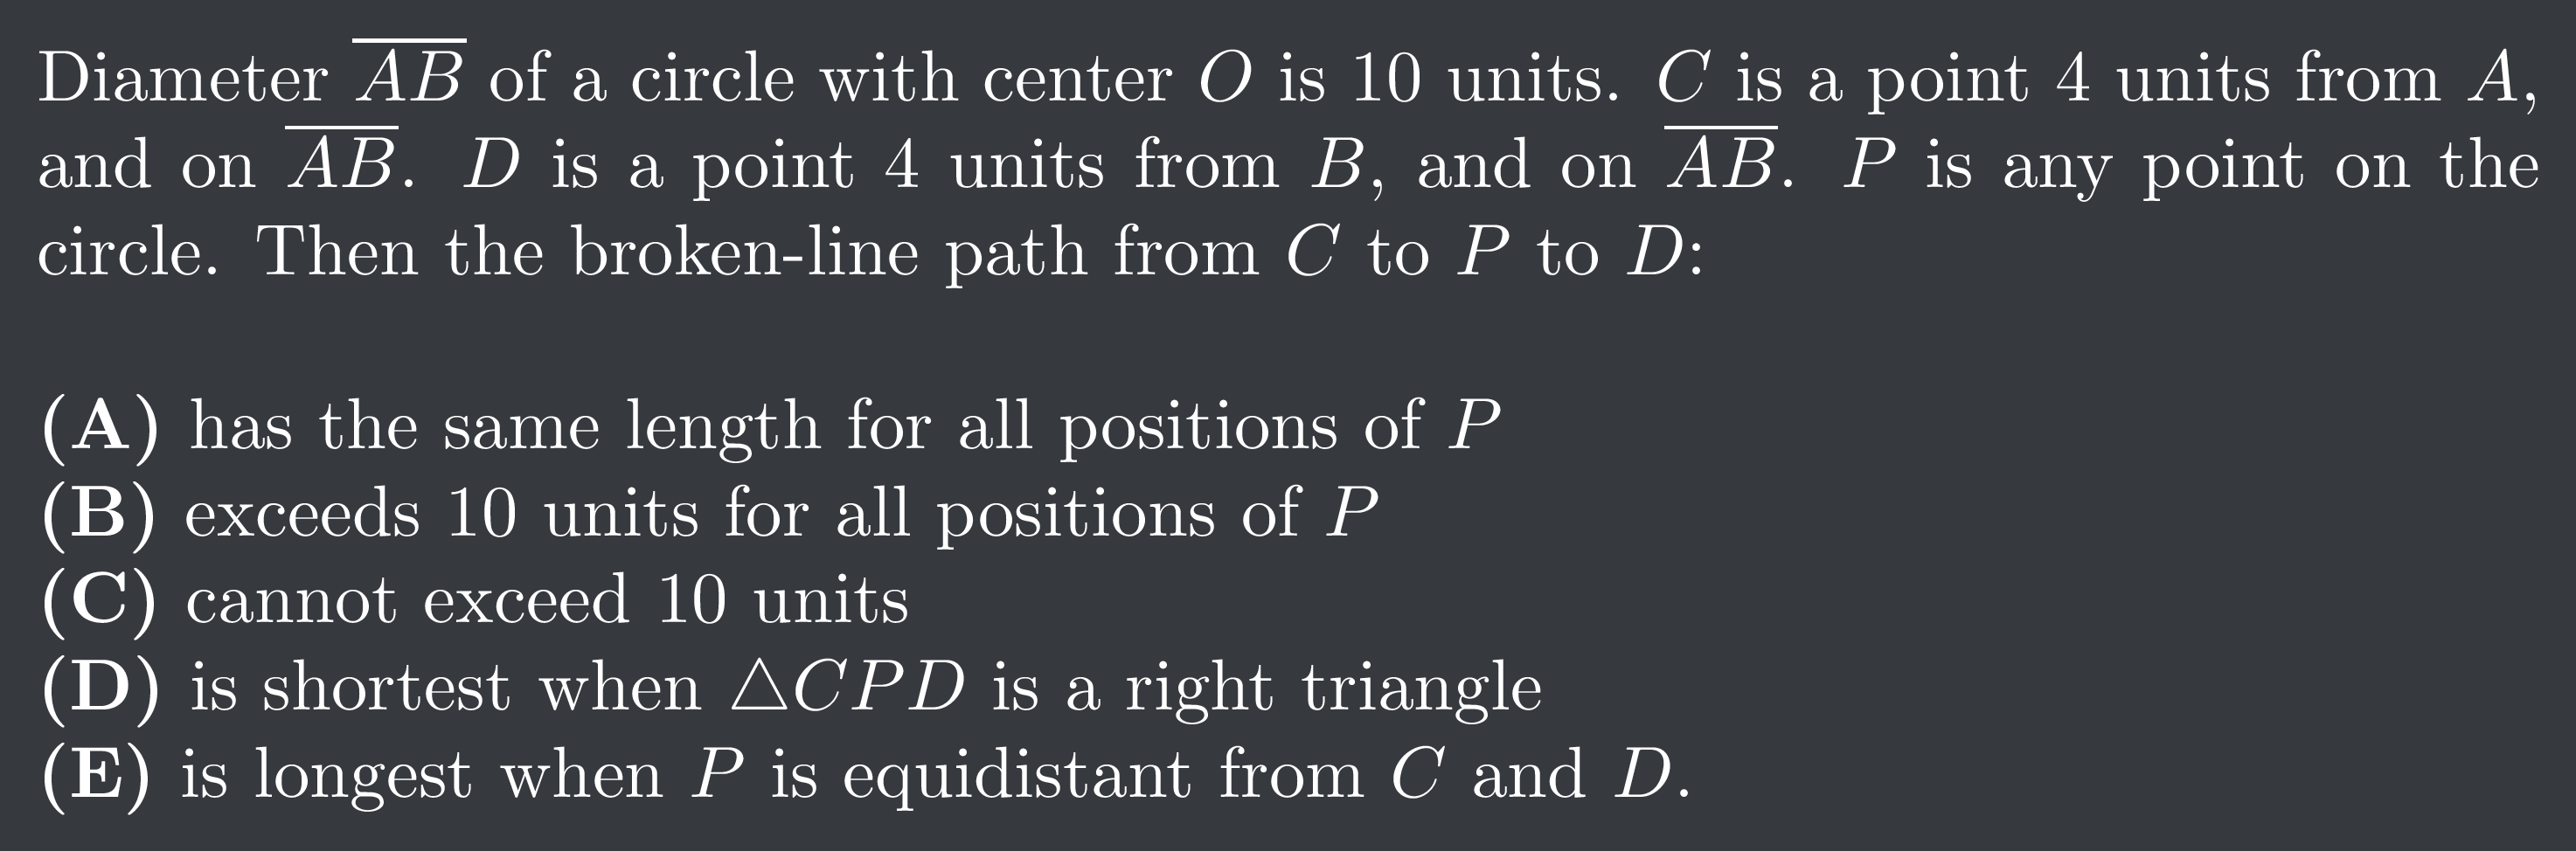 Diameter $\overline{AB}$ of a circle with center $O$ is 10 units. $C$ is a point 4 units from $A$,
and on $\overline{AB}$. $D$ is a point 4 units from $B$, and on $\overline{AB}$. $P$ is any point on the
circle. Then the broken-line path from $C$ to $P$ to $D$:
(A) has the same length for all positions of $P$
(B) exceeds 10 units for all positions of $P$
(C) cannot exceed 10 units
(D) is shortest when $\triangle CPD$ is a right triangle
(E) is longest when $P$ is equidistant from $C$ and $D$.